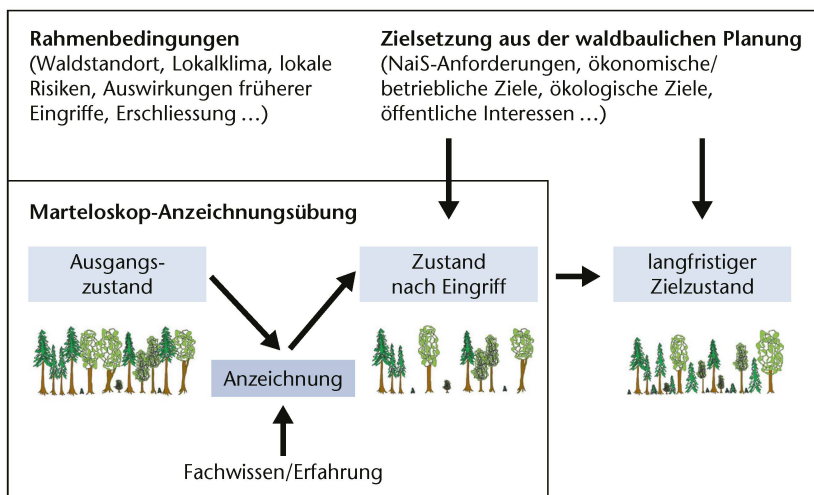 Rahmenbedingungen
(Waldstandort, Lokalklima, lokale
Risiken, Auswirkungen früherer
Eingriffe, Erschliessung ...)
Zielsetzung aus der waldbaulichen Planung
(NaiS-Anforderungen, ökonomische/
betriebliche Ziele, ökologische Ziele,
öffentliche Interessen ...)
Marteloskop-Anzeichnungsübung
Ausgangs-
zustand
Zustand
nach Eingriff
langfristiger
Zielzustand
Anzeichnung
Fachwissen/Erfahrung